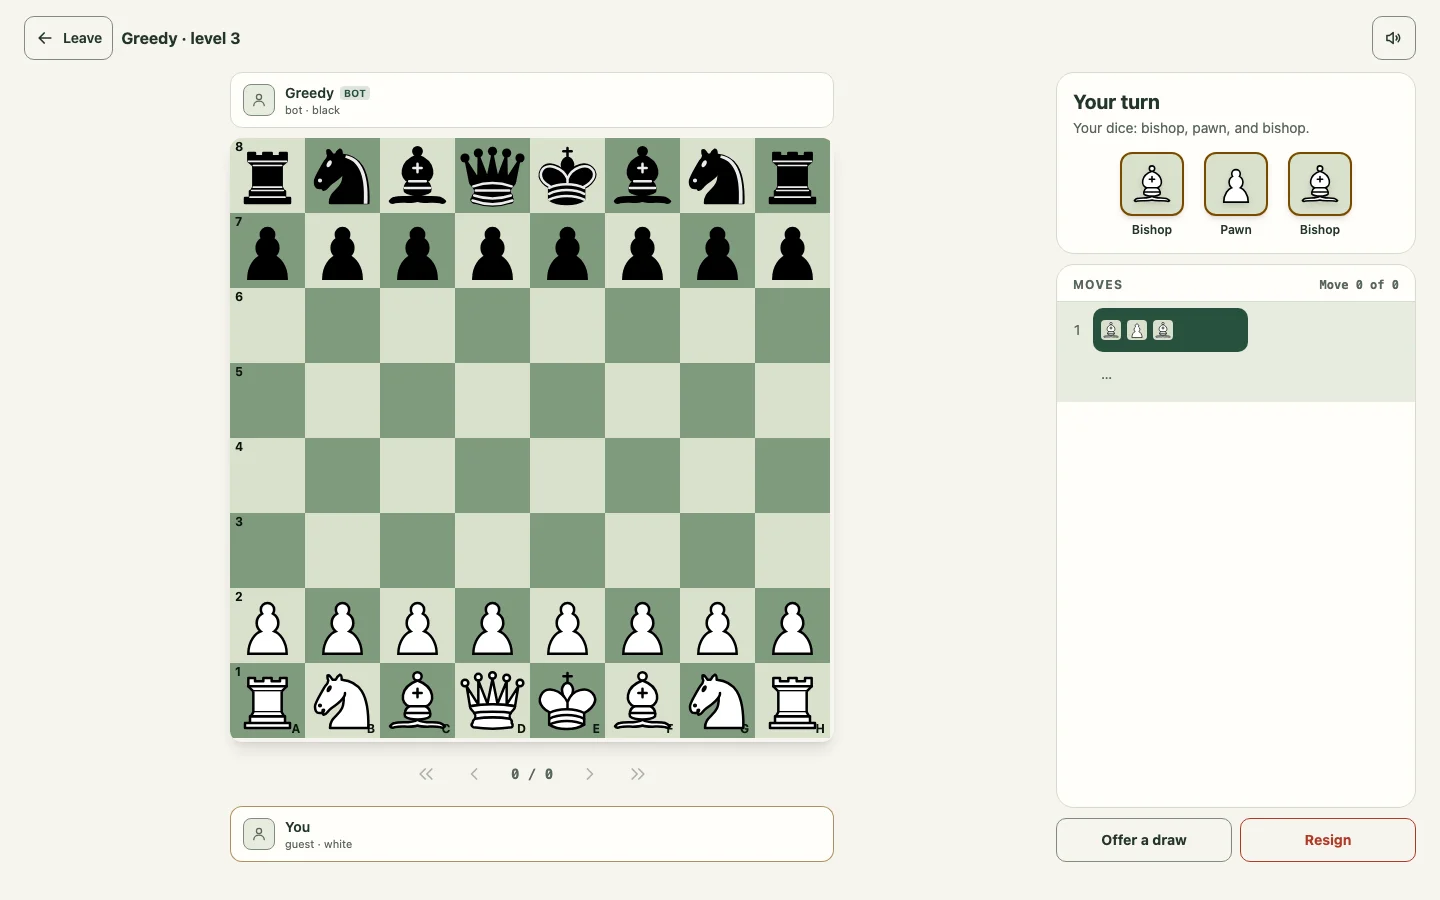 Leave
Greedy · level 3
Greedy BOT
bot · black
8
7
6
5
4
3
2
1
A B C D E F G H
0 / 0
You
guest · white
Your turn
Your dice: bishop, pawn, and bishop.
Bishop Pawn Bishop
MOVES Move 0 of 0
1
...
Offer a draw Resign